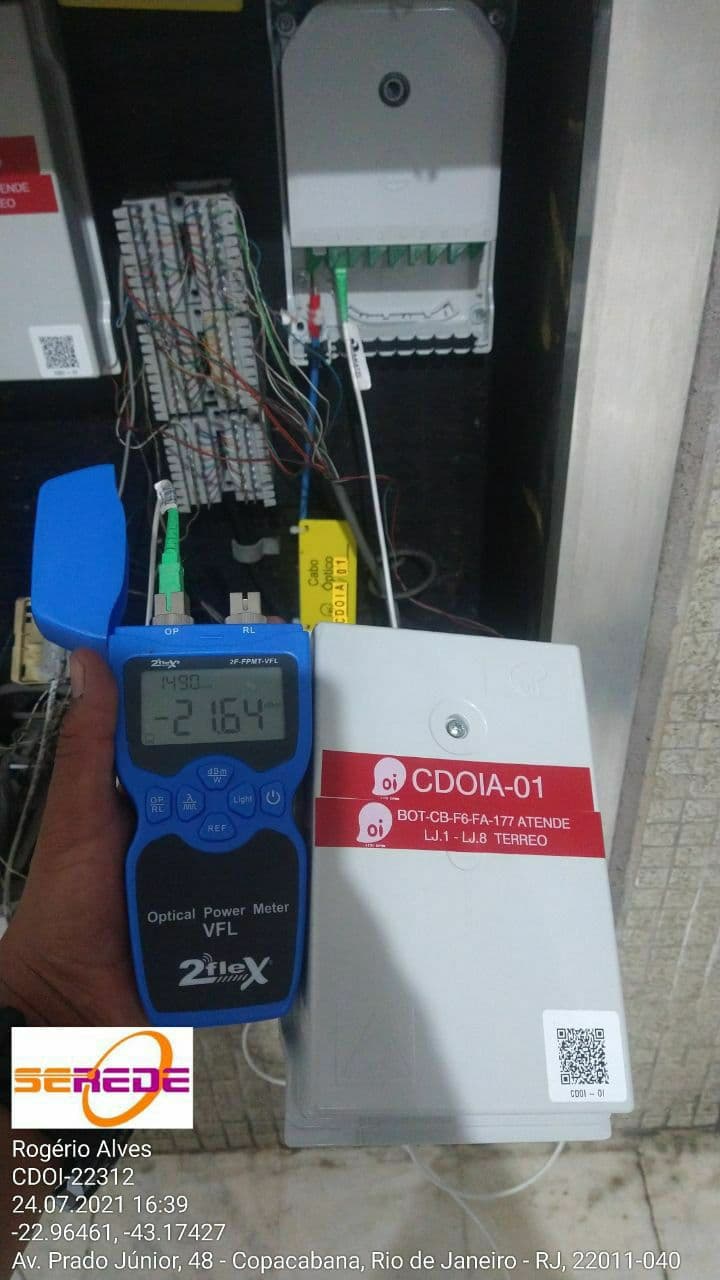 ENDE
EO
Cabo
Óptico
CDOIA 01
OP
RL
2flex
2F-FPMT-VFL
1490
-21.64
dBm
W
OP
RL
λ
Light
REF
Optical Power Meter
VFL
2flex
oi
CDOIA-01
oi
BOT-CB-F6-FA-177 ATENDE
LJ.1 - LJ.8 TERREO
CDOI - 01
SEREDE
Rogério Alves
CDOI-22312
24.07.2021 16:39
-22.96461, -43.17427
Av. Prado Júnior, 48 - Copacabana, Rio de Janeiro - RJ, 22011-040